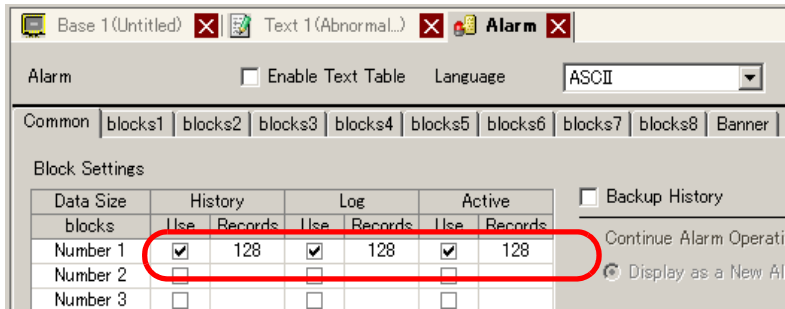 Base 1(Untitled) Text 1(Abnormal...) Alarm
Alarm Enable Text Table Language ASCII
Common blocks1 blocks2 blocks3 blocks4 blocks5 blocks6 blocks7 blocks8 Banner
Block Settings
Data Size History Log Active Backup History
blocks Use Records Use Records Use Records
Continue Alarm Operati
Number 1 128 128 128
Display as a New Al
Number 2
Number 3